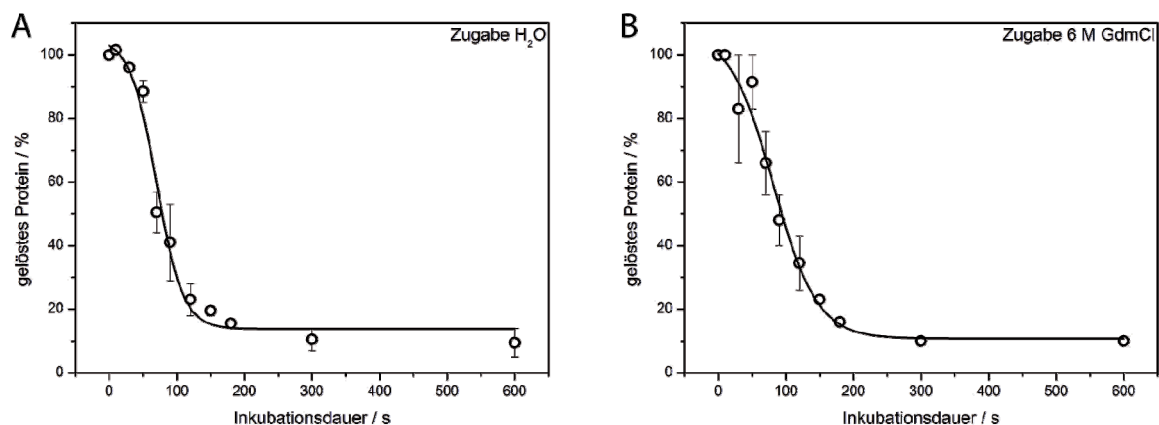 A
Zugabe H₂O
gelöstes Protein / %
100
80
60
40
20
0
0 100 200 300 400 500 600
Inkubationsdauer / s
B
Zugabe 6 M GdmCl
gelöstes Protein / %
100
80
60
40
20
0
0 100 200 300 400 500 600
Inkubationsdauer / s